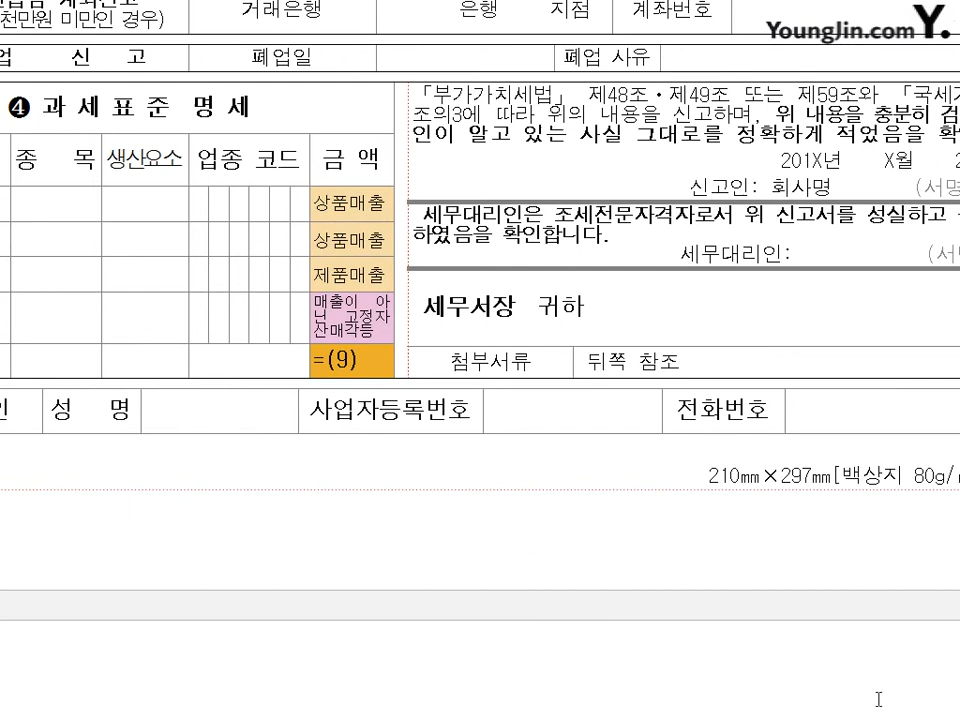 천만원 미만인 경우) 거래은행 은행 지점 계좌번호
YoungJin.com Y.
업 신 고 폐업일 폐업 사유
❹ 과 세 표 준 명 세
종 목 생산요소 업종 코드 금 액
상품매출
상품매출
제품매출
매출이 아
닌 고정자
산매각등
=(9)
「부가가치세법」 제48조·제49조 또는 제59조와 「국세기
조의3에 따라 위의 내용을 신고하며, 위 내용을 충분히 검
인이 알고 있는 사실 그대로를 정확하게 적었음을 확
201X년 X월
신고인: 회사명 (서명
세무대리인은 조세전문자격자로서 위 신고서를 성실하고
하였음을 확인합니다.
세무대리인: (서
세무서장 귀하
첨부서류 뒤쪽 참조
인 성 명 사업자등록번호 전화번호
210㎜×297㎜[백상지 80g/